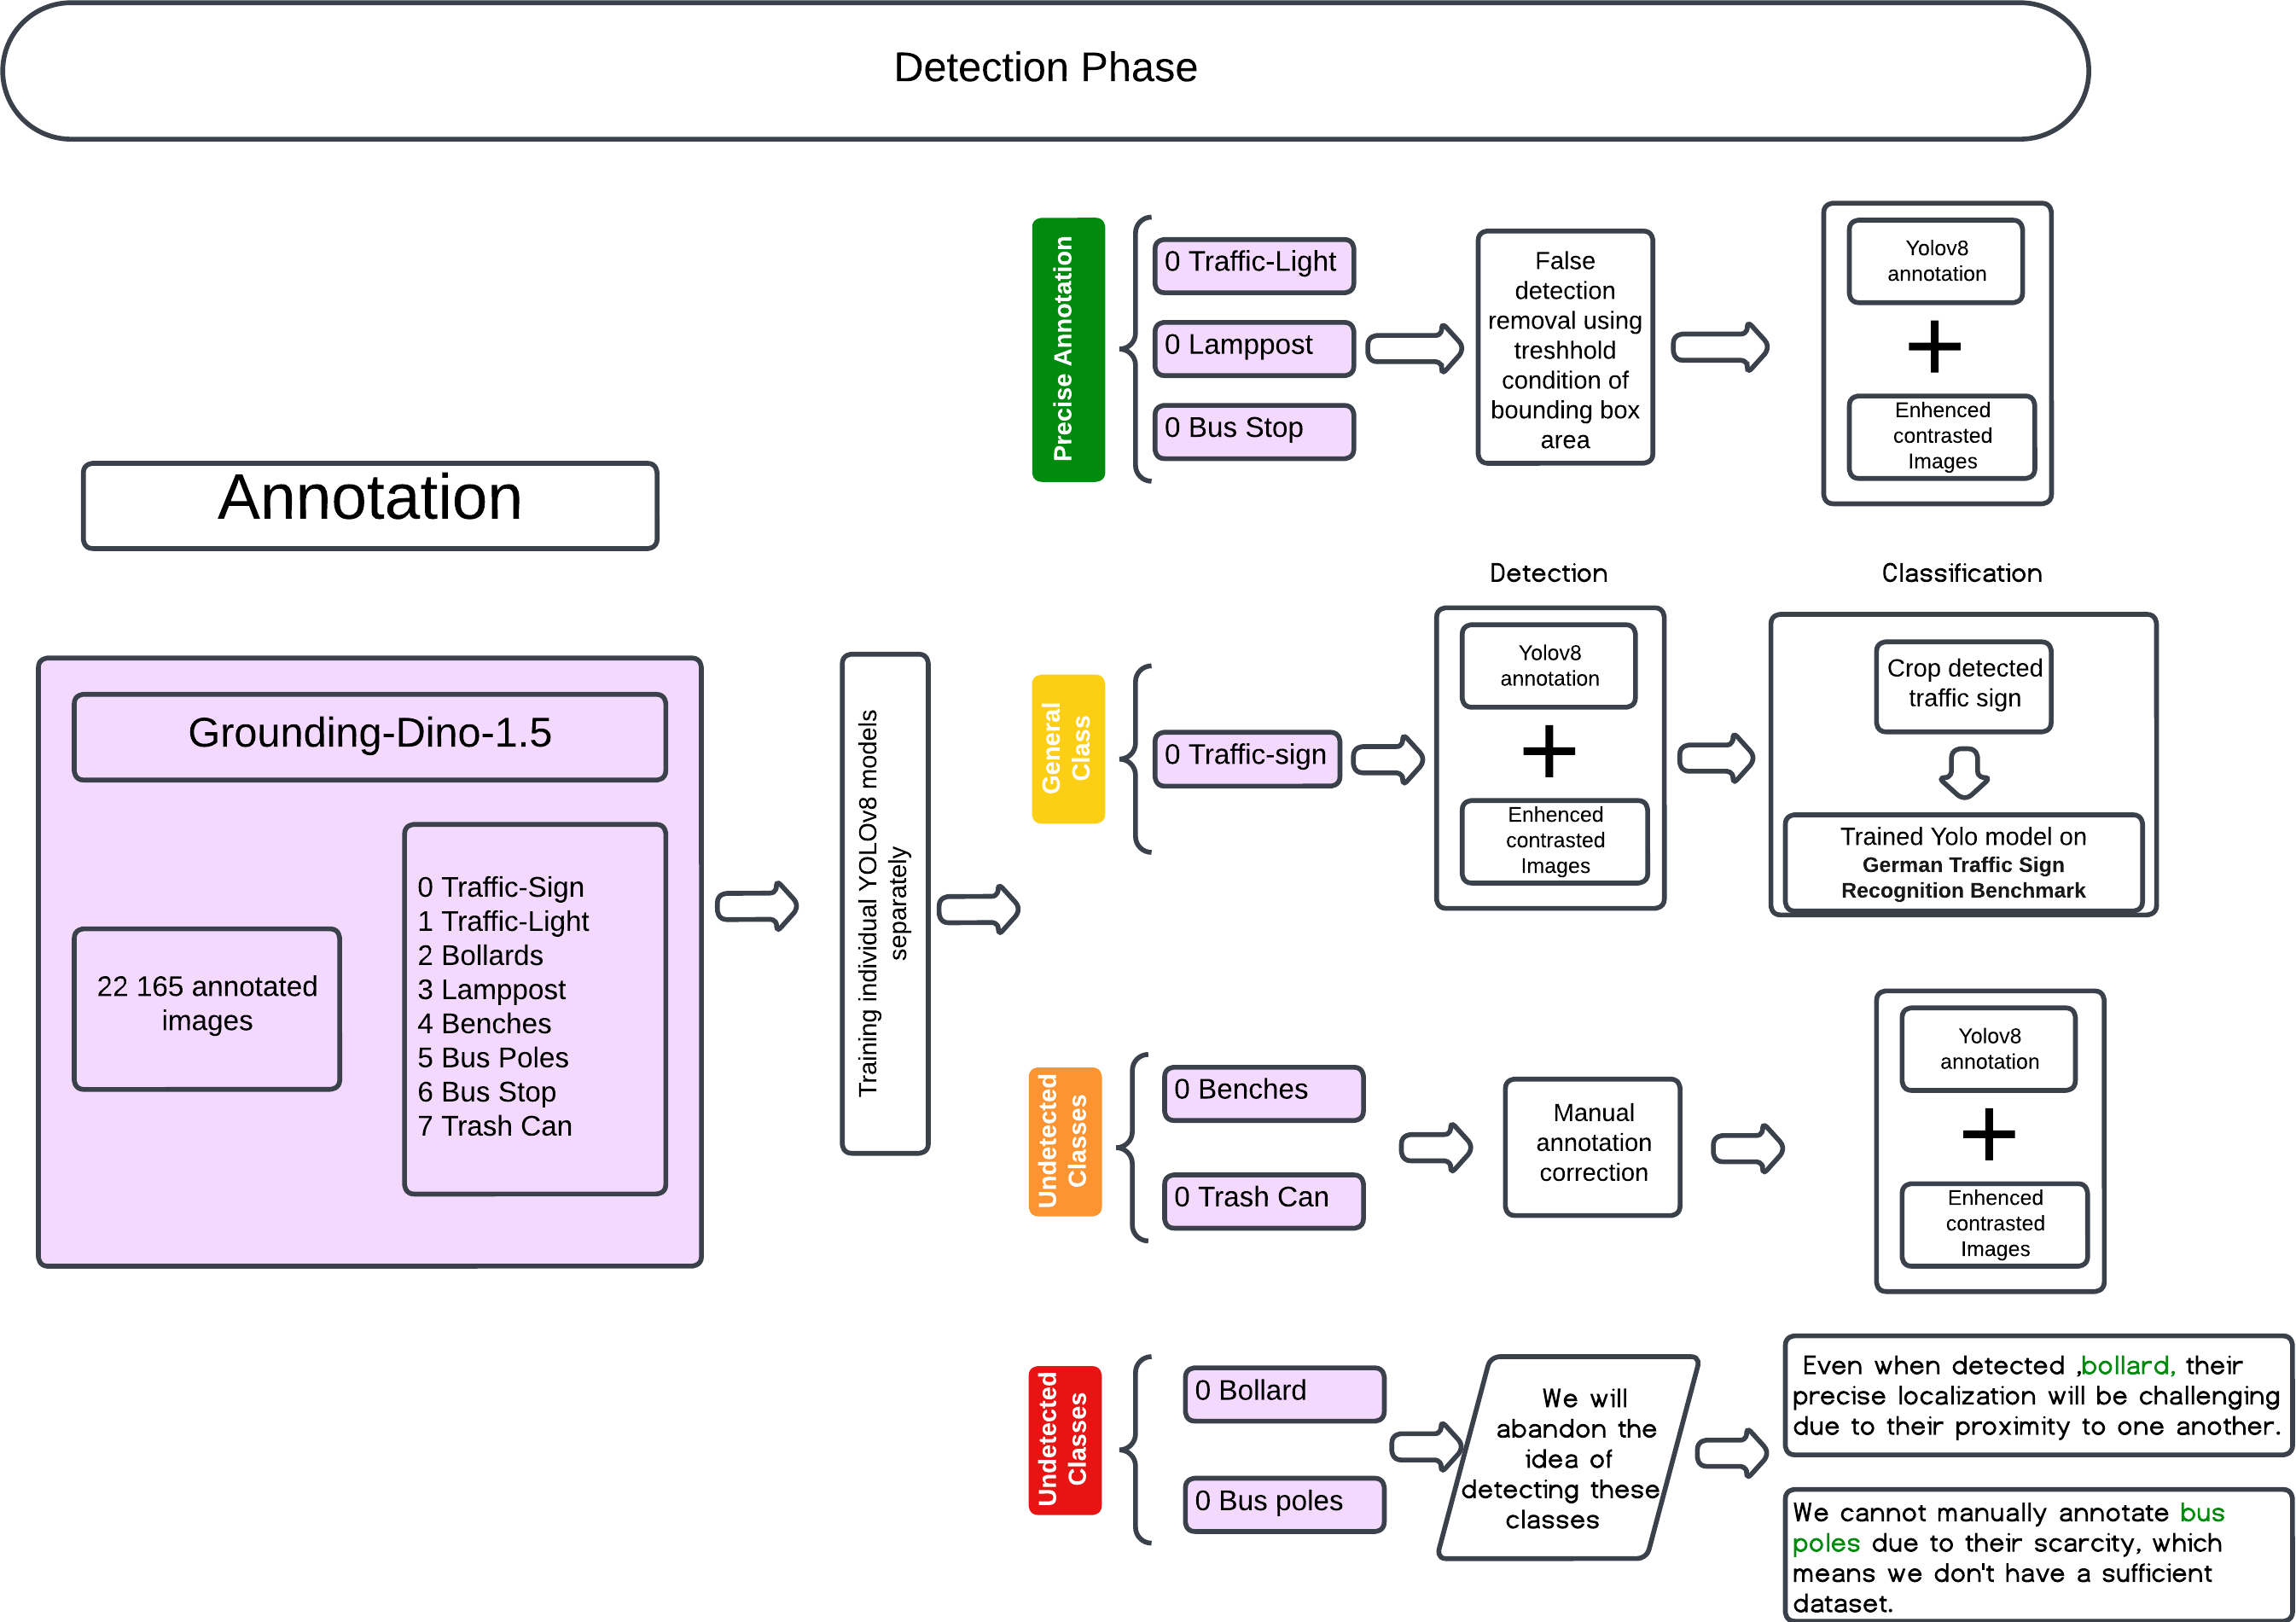 Detection Phase
Annotation
Grounding-Dino-1.5
22 165 annotated
images
0 Traffic-Sign
1 Traffic-Light
2 Bollards
3 Lamppost
4 Benches
5 Bus Poles
6 Bus Stop
7 Trash Can
Training individual YOLOv8 models
separately
Precise Annotation
0 Traffic-Light
0 Lamppost
0 Bus Stop
False
detection
removal using
treshhold
condition of
bounding box
area
Yolov8
annotation
+
Enhenced
contrasted
Images
General
Class
0 Traffic-sign
Detection
Yolov8
annotation
+
Enhenced
contrasted
Images
Classification
Crop detected
traffic sign
Trained Yolo model on
German Traffic Sign
Recognition Benchmark
Undetected
Classes
0 Benches
0 Trash Can
Manual
annotation
correction
Yolov8
annotation
+
Enhenced
contrasted
Images
Undetected
Classes
0 Bollard
0 Bus poles
We will
abandon the
idea of
detecting these
classes
Even when detected ,bollard, their
precise localization will be challenging
due to their proximity to one another.
We cannot manually annotate bus
poles due to their scarcity, which
means we don't have a sufficient
dataset.